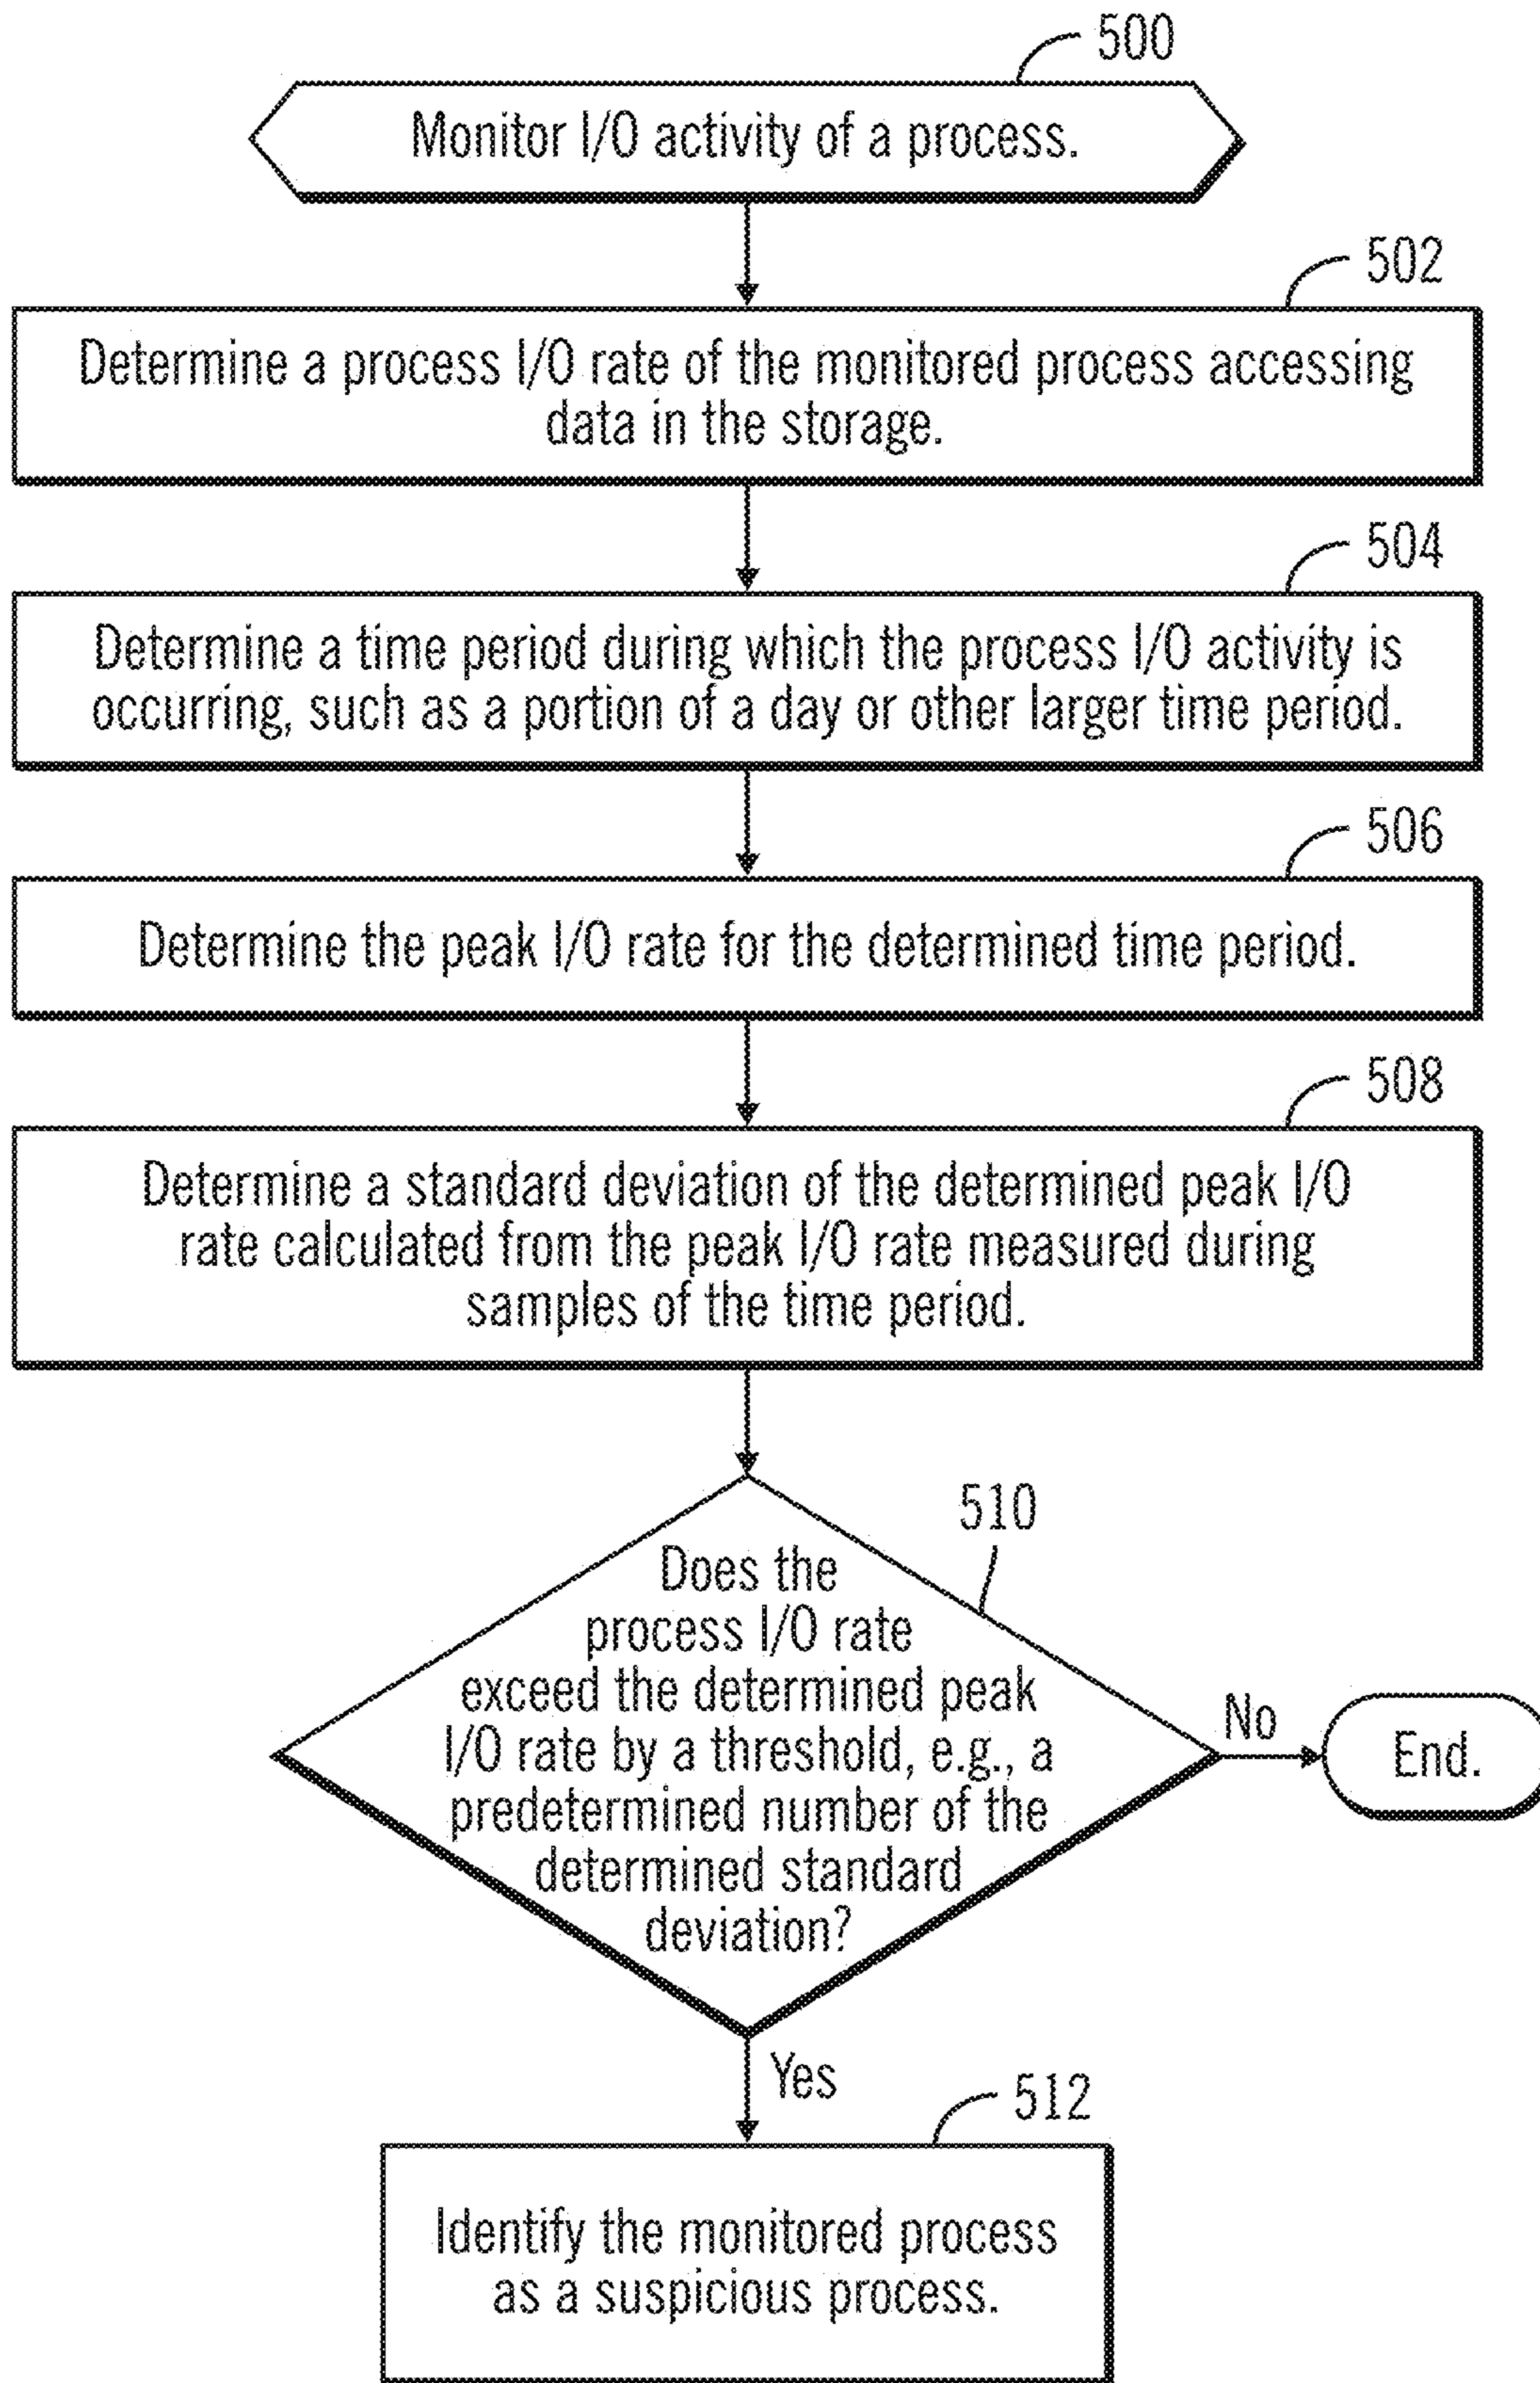 500
Monitor I/O activity of a process.
502
Determine a process I/O rate of the monitored process accessing
data in the storage.
504
Determine a time period during which the process I/O activity is
occurring, such as a portion of a day or other larger time period.
506
Determine the peak I/O rate for the determined time period.
508
Determine a standard deviation of the determined peak I/O
rate calculated from the peak I/O rate measured during
samples of the time period.
510
Does the
process I/O rate
exceed the determined peak
I/O rate by a threshold, e.g., a
predetermined number of the
determined standard
deviation?
No
End.
Yes
512
Identify the monitored process
as a suspicious process.